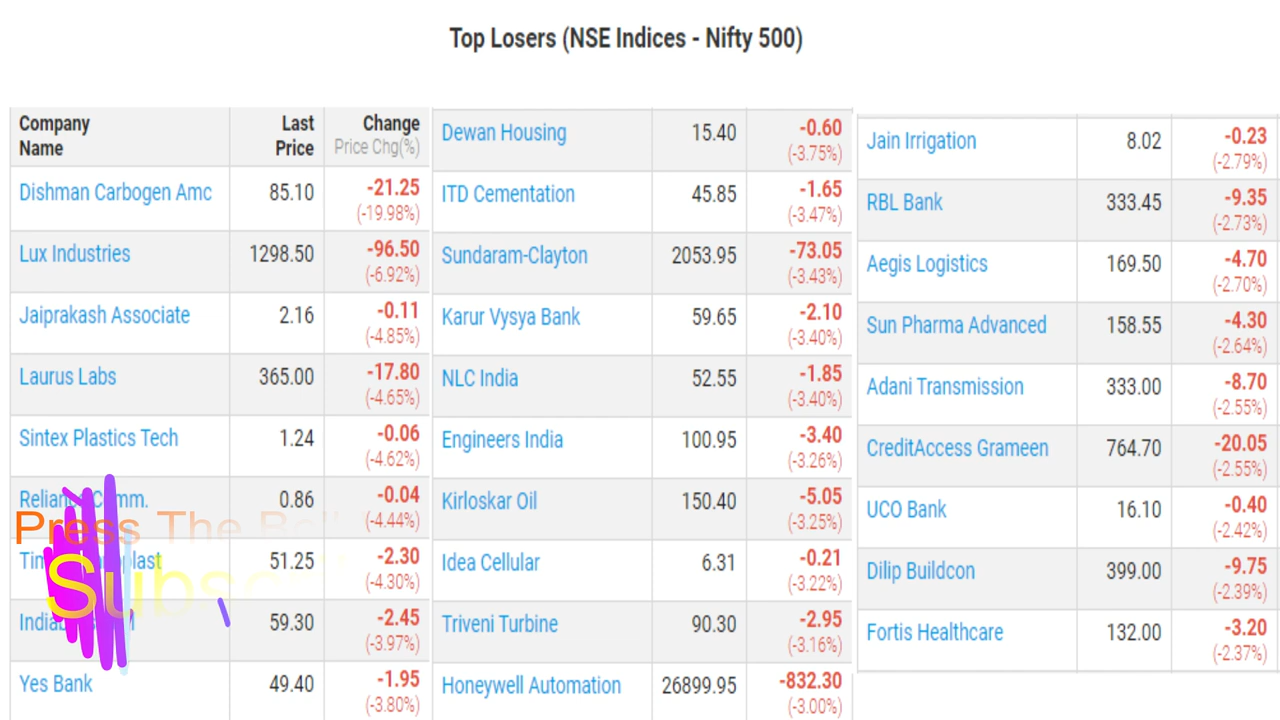 Top Losers (NSE Indices - Nifty 500)
Company Name Last Price Change Price Chg(%)
Dishman Carbogen Amc 85.10 -21.25 (-19.98%)
Lux Industries 1298.50 -96.50 (-6.92%)
Jaiprakash Associate 2.16 -0.11 (-4.85%)
Laurus Labs 365.00 -17.80 (-4.65%)
Sintex Plastics Tech 1.24 -0.06 (-4.62%)
0.86 -0.04 (-4.44%)
Press The
51.25 -2.30 (-4.30%)
59.30 -2.45 (-3.97%)
Yes Bank 49.40 -1.95 (-3.80%)
Dewan Housing 15.40 -0.60 (-3.75%)
ITD Cementation 45.85 -1.65 (-3.47%)
Sundaram-Clayton 2053.95 -73.05 (-3.43%)
Karur Vysya Bank 59.65 -2.10 (-3.40%)
NLC India 52.55 -1.85 (-3.40%)
Engineers India 100.95 -3.40 (-3.26%)
Kirloskar Oil 150.40 -5.05 (-3.25%)
Idea Cellular 6.31 -0.21 (-3.22%)
Triveni Turbine 90.30 -2.95 (-3.16%)
Honeywell Automation 26899.95 -832.30 (-3.00%)
Jain Irrigation 8.02 -0.23 (-2.79%)
RBL Bank 333.45 -9.35 (-2.73%)
Aegis Logistics 169.50 -4.70 (-2.70%)
Sun Pharma Advanced 158.55 -4.30 (-2.64%)
Adani Transmission 333.00 -8.70 (-2.55%)
CreditAccess Grameen 764.70 -20.05 (-2.55%)
UCO Bank 16.10 -0.40 (-2.42%)
Dilip Buildcon 399.00 -9.75 (-2.39%)
Fortis Healthcare 132.00 -3.20 (-2.37%)